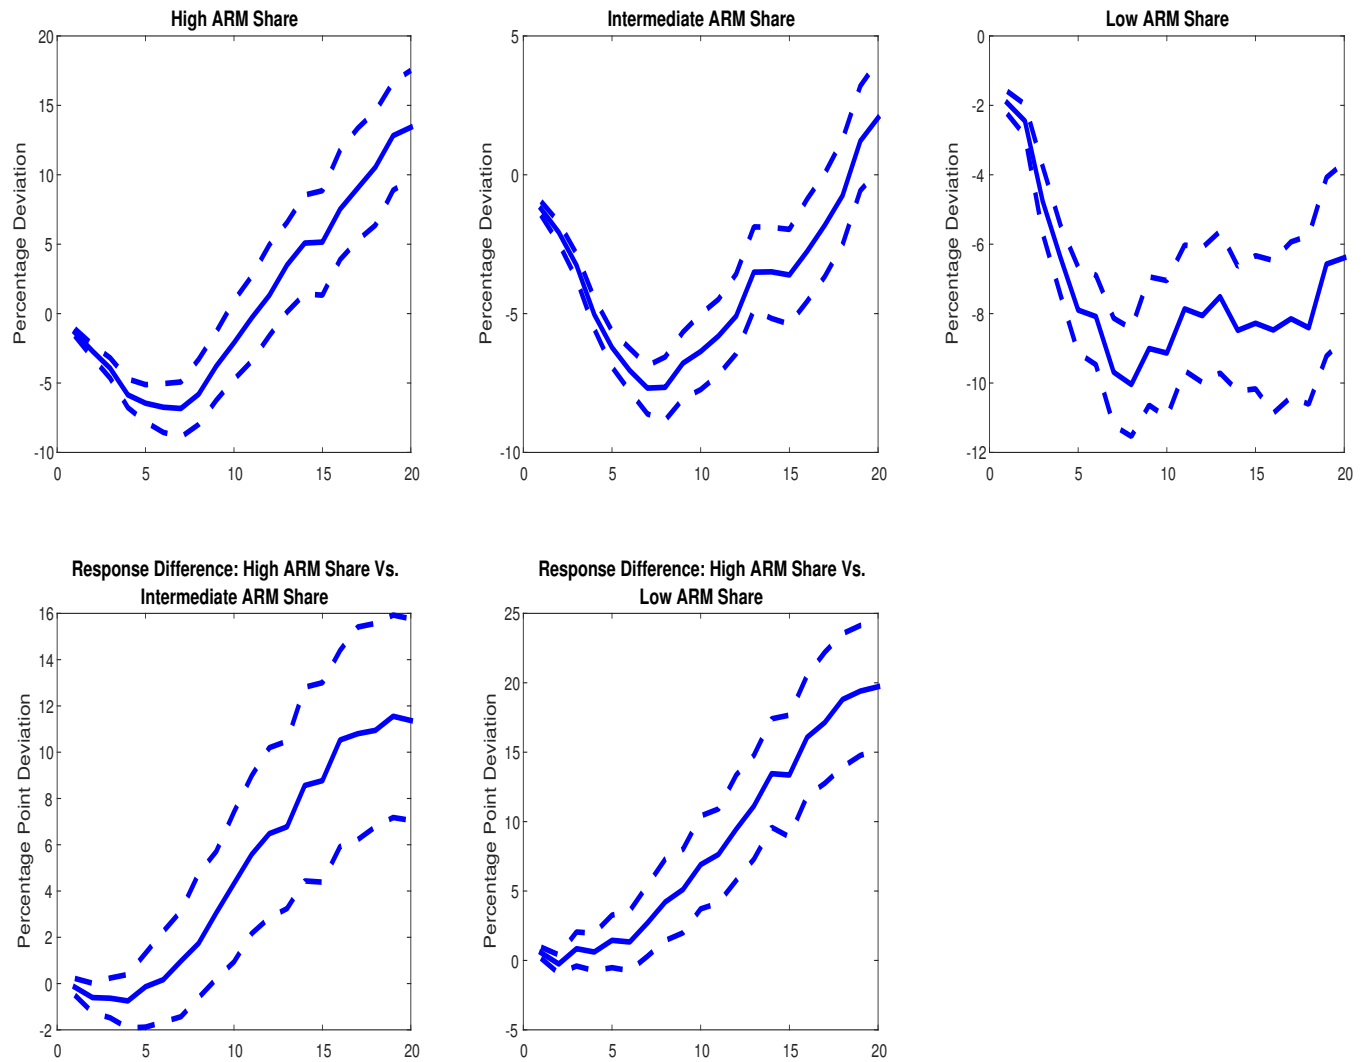 High ARM Share
Percentage Deviation
20
15
10
5
0
-5
-10
0 5 10 15 20
Intermediate ARM Share
Percentage Deviation
5
0
-5
-10
0 5 10 15 20
Low ARM Share
Percentage Deviation
0
-2
-4
-6
-8
-10
-12
0 5 10 15 20
Response Difference: High ARM Share Vs.
Intermediate ARM Share
Percentage Point Deviation
16
14
12
10
8
6
4
2
0
-2
0 5 10 15 20
Response Difference: High ARM Share Vs.
Low ARM Share
Percentage Point Deviation
25
20
15
10
5
0
-5
0 5 10 15 20